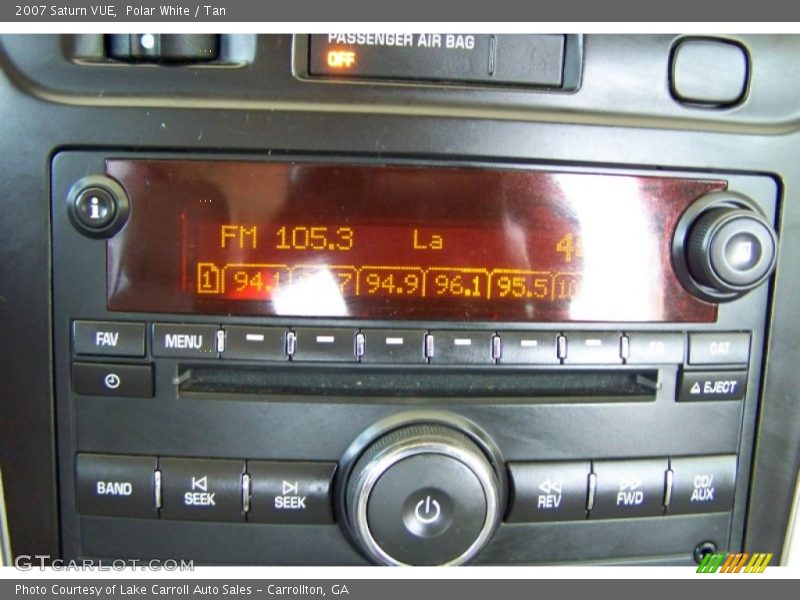 2007 Saturn VUE, Polar White / Tan
PASSENGER AIR BAG
OFF
i
FM 105.3 La
1 94.1 94.9 96.1 95.5
FAV MENU CAT
EJECT
BAND SEEK SEEK REV FWD CD/
AUX
GTCARLOT.COM
Photo Courtesy of Lake Carroll Auto Sales - Carrollton, GA